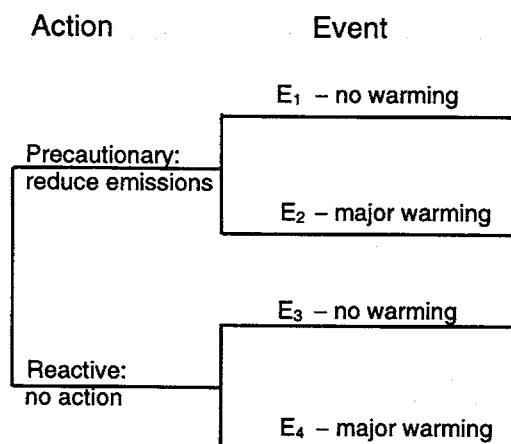 Action Event
E₁ – no warming
Precautionary:
reduce emissions
E₂ – major warming
E₃ – no warming
Reactive:
no action
E₄ – major warming